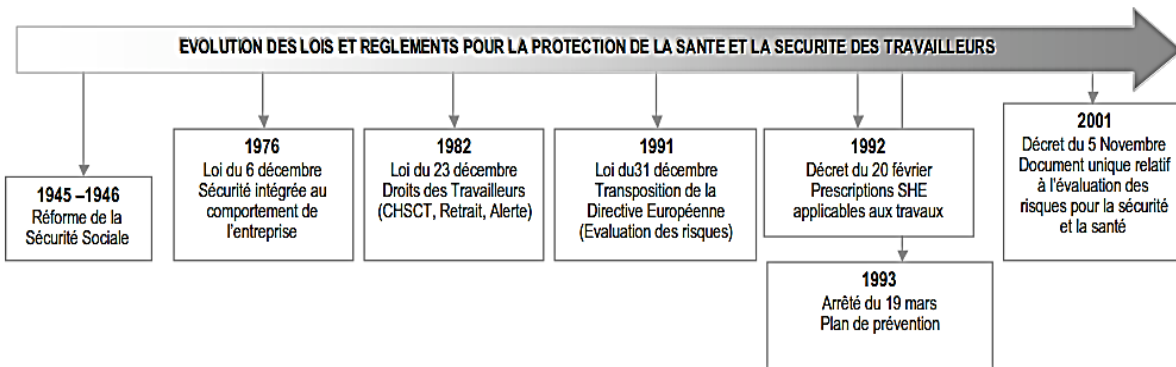 EVOLUTION DES LOIS ET REGLEMENTS POUR LA PROTECTION DE LA SANTE ET LA SECURITE DES TRAVAILLEURS
1945 –1946
Réforme de la
Sécurité Sociale
1976
Loi du 6 décembre
Sécurité intégrée au
comportement de
l'entreprise
1982
Loi du 23 décembre
Droits des Travailleurs
(CHSCT, Retrait, Alerte)
1991
Loi du31 décembre
Transposition de la
Directive Européenne
(Evaluation des risques)
1992
Décret du 20 février
Prescriptions SHE
applicables aux travaux
1993
Arrêté du 19 mars
Plan de prévention
2001
Décret du 5 Novembre
Document unique relatif
à l'évaluation des
risques pour la sécurité
et la santé